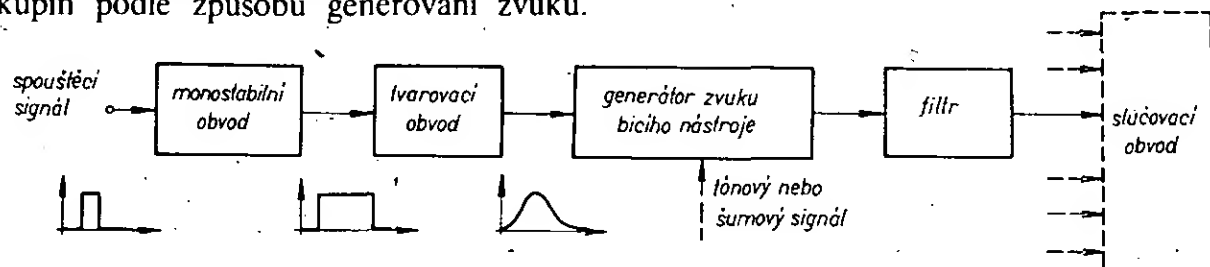 kupin podle způsobu generování zvuku.
spouštěcí
signál
monostabilní
obvod
tvarovací
obvod
generátor zvuku
bicího nástroje
filtr
slučovací
obvod
tónový nebo
šumový signál